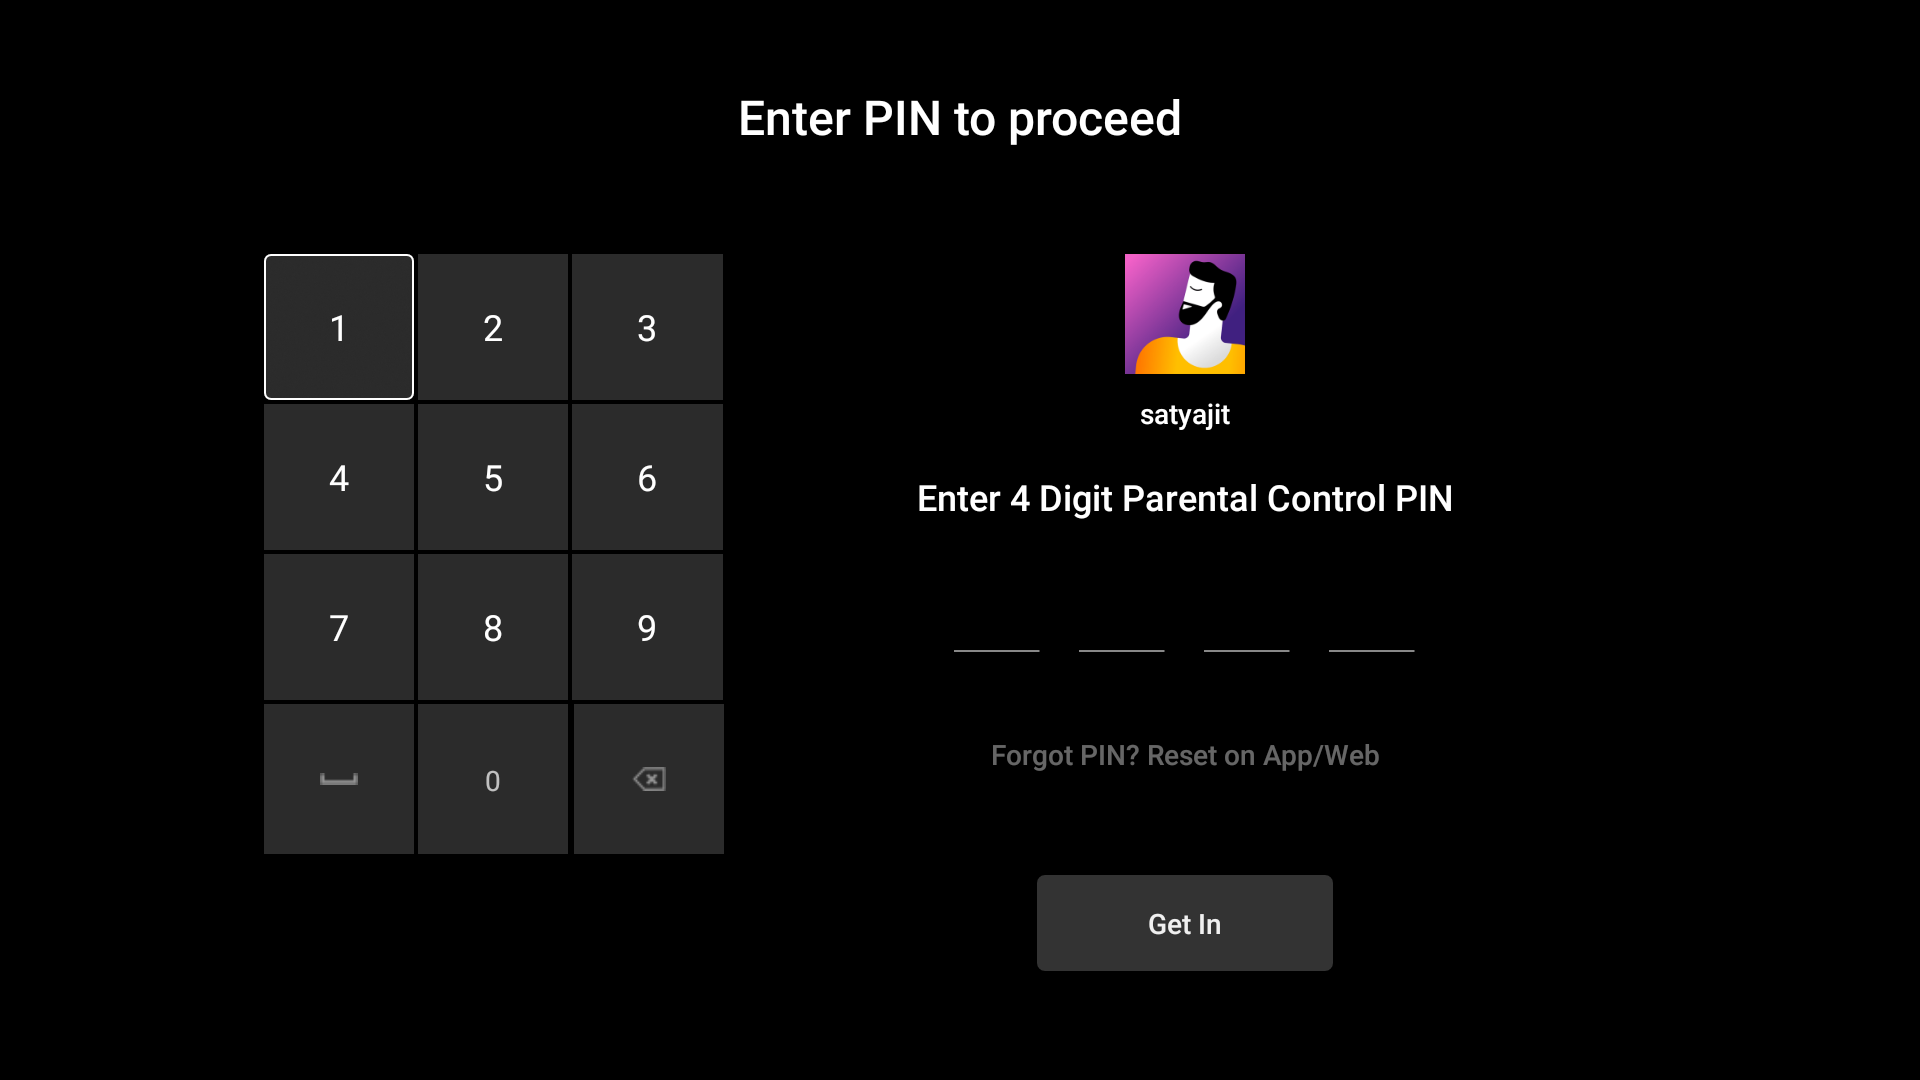 Enter PIN to proceed
1 2 3
4 5 6
7 8 9
0
satyajit
Enter 4 Digit Parental Control PIN
Forgot PIN? Reset on App/Web
Get In